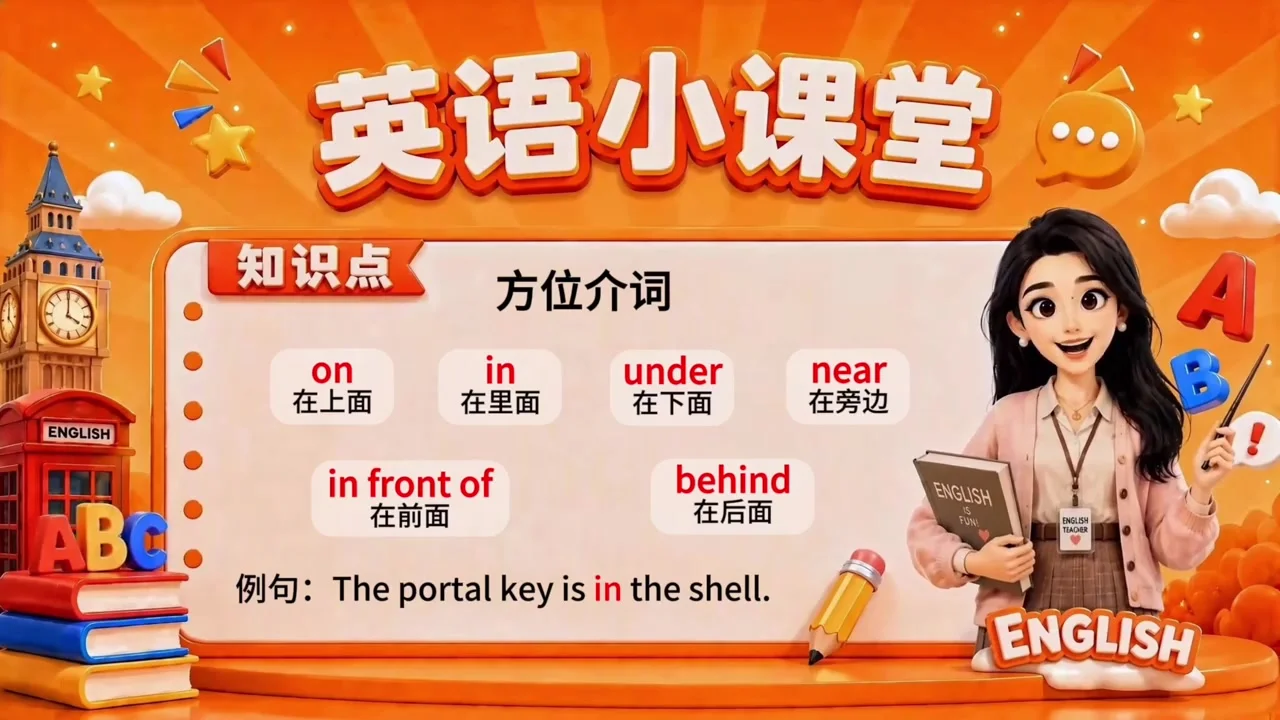 英语小课堂
知识点
方位介词
on
在上面
in
在里面
under
在下面
near
在旁边
in front of
在前面
behind
在后面
例句：The portal key is in the shell.
ENGLISH
ABC
A
B
!
ENGLISH
IS
FUN!
ENGLISH
TEACHER
ENGLISH